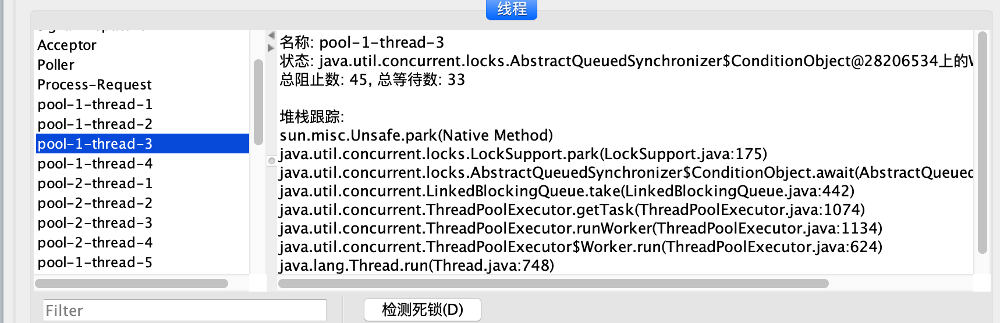 线程
Acceptor
Poller
Process-Request
pool-1-thread-1
pool-1-thread-2
pool-1-thread-3
pool-1-thread-4
pool-2-thread-1
pool-2-thread-2
pool-2-thread-3
pool-2-thread-4
pool-1-thread-5
名称: pool-1-thread-3
状态: java.util.concurrent.locks.AbstractQueuedSynchronizer$ConditionObject@28206534上的
总阻止数: 45, 总等待数: 33
堆栈跟踪:
sun.misc.Unsafe.park(Native Method)
java.util.concurrent.locks.LockSupport.park(LockSupport.java:175)
java.util.concurrent.locks.AbstractQueuedSynchronizer$ConditionObject.await(AbstractQueued
java.util.concurrent.LinkedBlockingQueue.take(LinkedBlockingQueue.java:442)
java.util.concurrent.ThreadPoolExecutor.getTask(ThreadPoolExecutor.java:1074)
java.util.concurrent.ThreadPoolExecutor.runWorker(ThreadPoolExecutor.java:1134)
java.util.concurrent.ThreadPoolExecutor$Worker.run(ThreadPoolExecutor.java:624)
java.lang.Thread.run(Thread.java:748)
Filter
检测死锁(D)